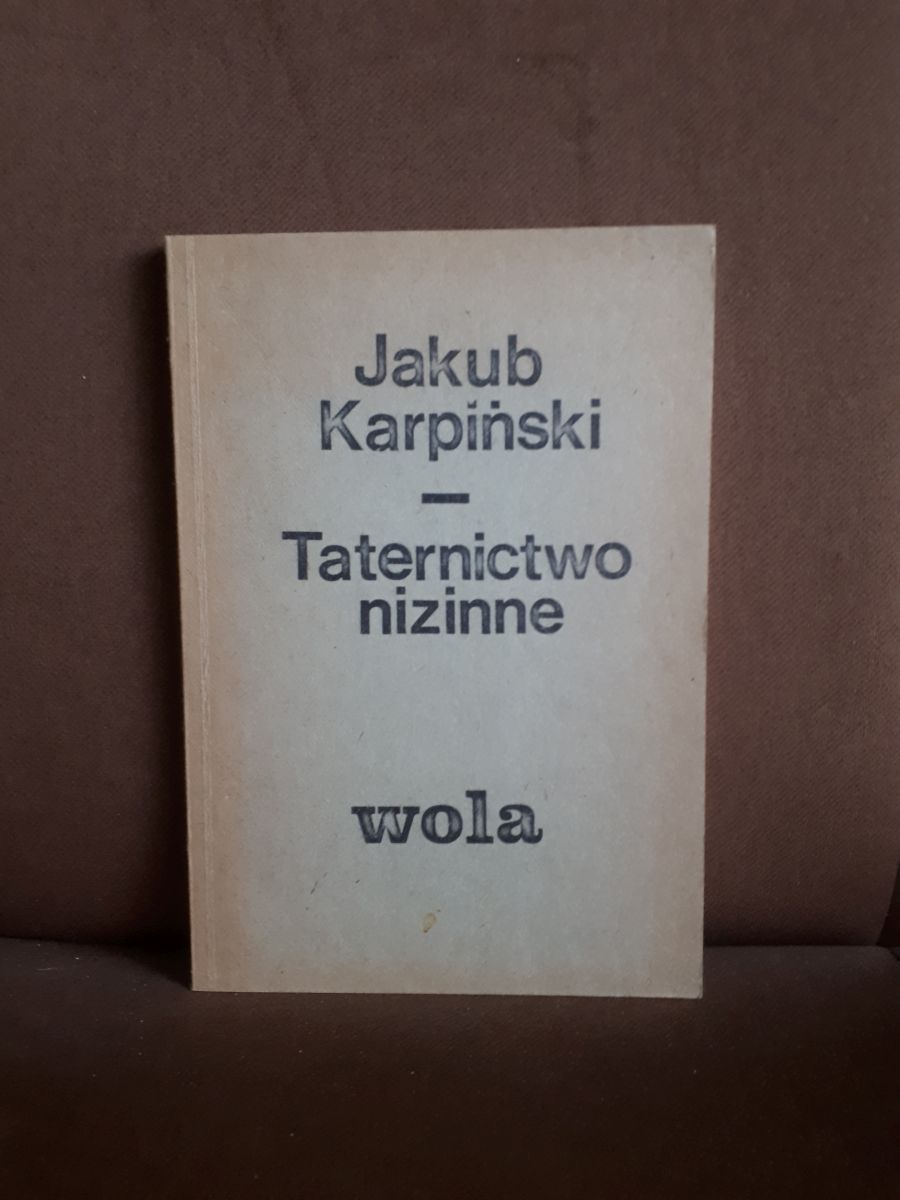 Jakub
Karpiński
—
Taternictwo
nizinne
wola